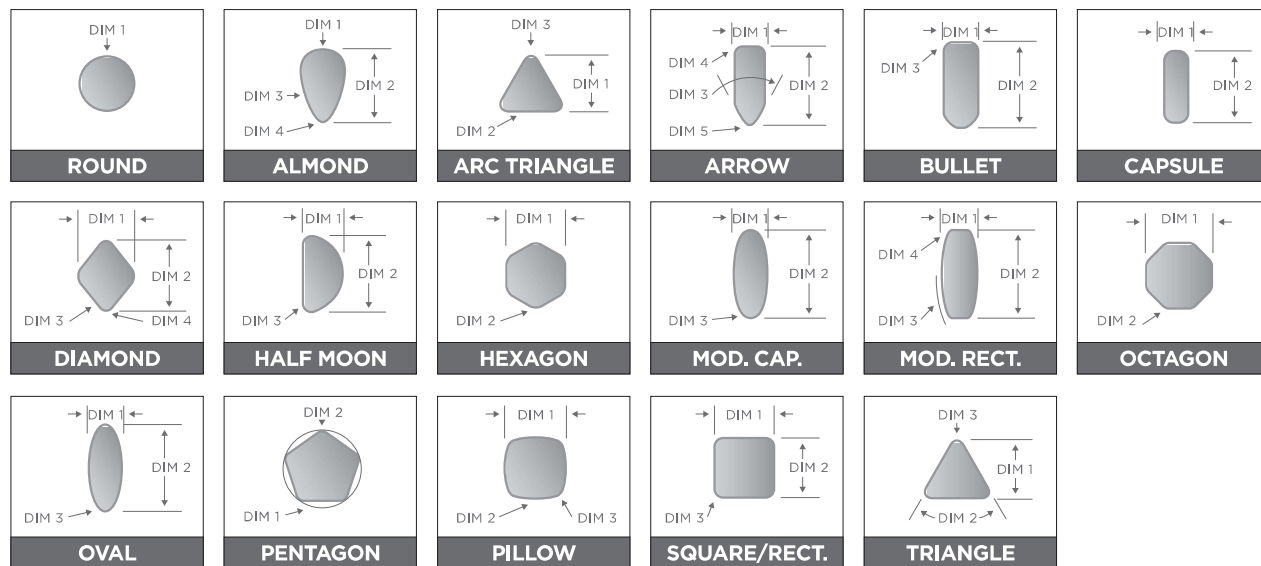 DIM 1
ROUND
DIM 1
DIM 2
DIM 3
DIM 4
ALMOND
DIM 3
DIM 1
DIM 2
ARC TRIANGLE
DIM 1
DIM 4
DIM 3
DIM 2
DIM 5
ARROW
DIM 1
DIM 3
DIM 2
BULLET
DIM 1
DIM 2
CAPSULE
DIM 1
DIM 2
DIM 3
DIM 4
DIAMOND
DIM 1
DIM 2
DIM 3
HALF MOON
DIM 1
DIM 2
HEXAGON
DIM 1
DIM 2
DIM 3
MOD. CAP.
DIM 1
DIM 4
DIM 2
DIM 3
MOD. RECT.
DIM 1
DIM 2
OCTAGON
DIM 1
DIM 2
DIM 3
OVAL
DIM 2
DIM 1
PENTAGON
DIM 1
DIM 2
DIM 3
PILLOW
DIM 1
DIM 2
DIM 3
SQUARE/RECT.
DIM 3
DIM 1
DIM 2
TRIANGLE